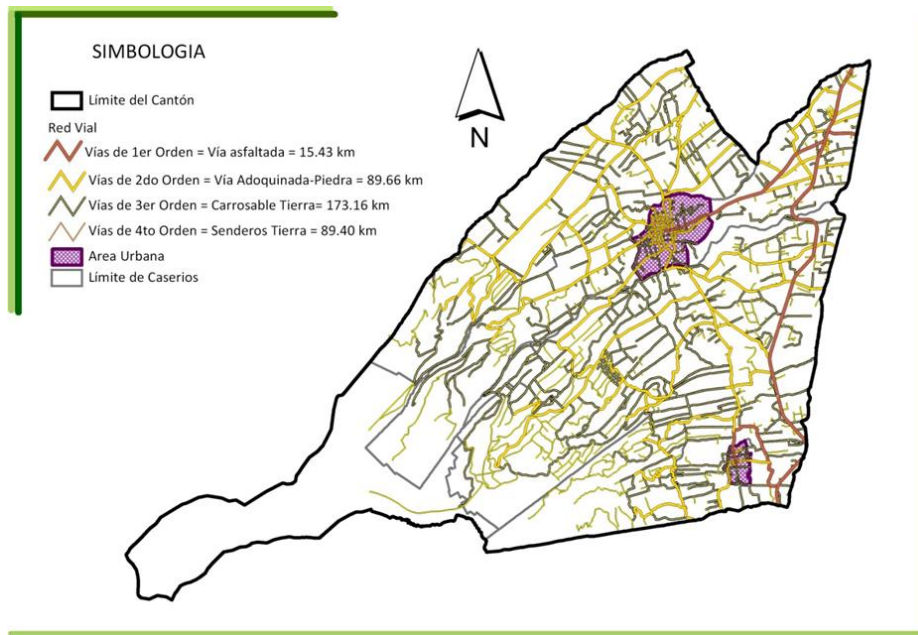 SIMBOLOGIA
Límite del Cantón
Red Vial
Vías de 1er Orden = Vía asfaltada = 15.43 km
Vías de 2do Orden = Vía Adoquinada-Piedra = 89.66 km
Vías de 3er Orden = Carrosable Tierra= 173.16 km
Vías de 4to Orden = Senderos Tierra = 89.40 km
Area Urbana
Límite de Caserios
N